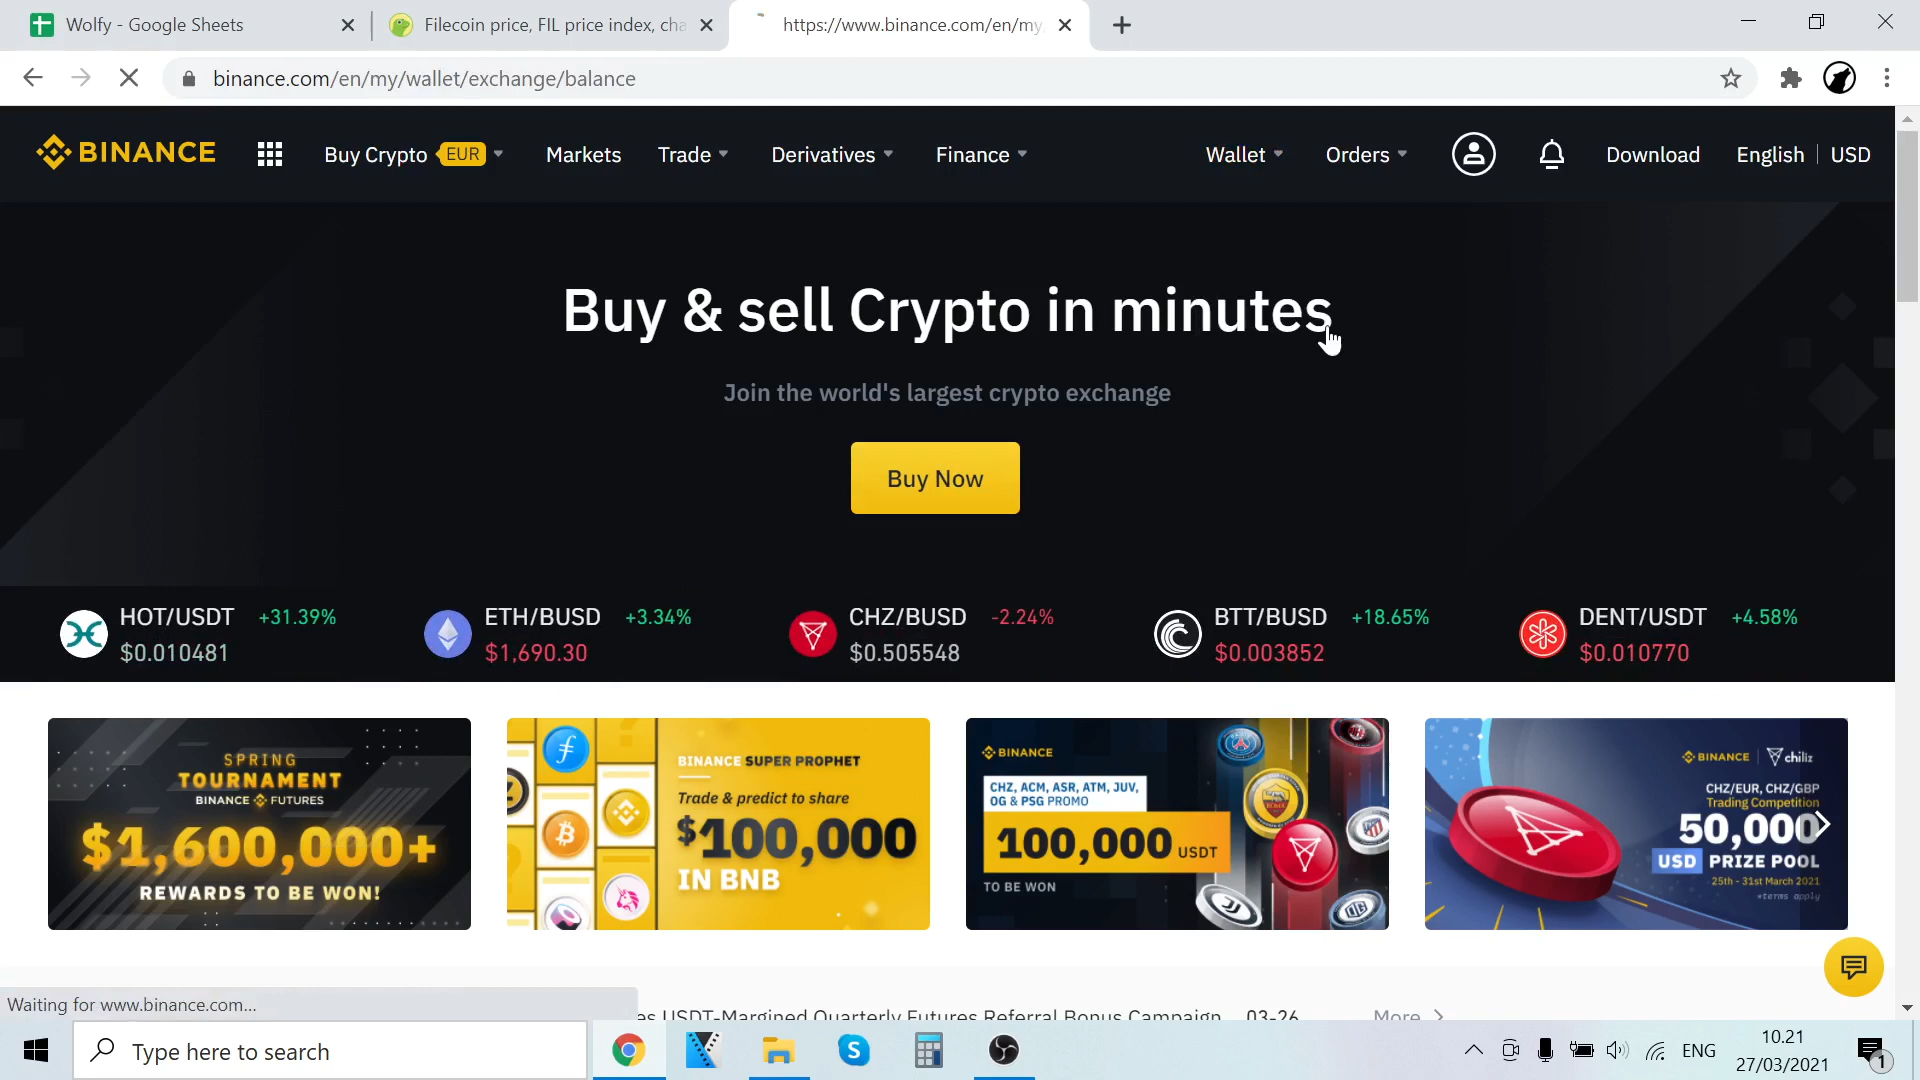 Wolfy - Google Sheets
Filecoin price, FIL price index, cha
https://www.binance.com/en/my
binance.com/en/my/wallet/exchange/balance
BINANCE
Buy Crypto EUR
Markets
Trade
Derivatives
Finance
Wallet
Orders
Download
English
USD
Buy & sell Crypto in minutes
Join the world's largest crypto exchange
Buy Now
HOT/USDT +31.39%
$0.010481
ETH/BUSD +3.34%
$1,690.30
CHZ/BUSD -2.24%
$0.505548
BTT/BUSD +18.65%
$0.003852
DENT/USDT +4.58%
$0.010770
SPRING
TOURNAMENT
BINANCE FUTURES
$1,600,000+
REWARDS TO BE WON!
BINANCE SUPER PROPHET
Trade & predict to share
$100,000
IN BNB
BINANCE
CHZ, ACM, ASR, ATM, JUV,
OG & PSG PROMO
100,000 USDT
TO BE WON
BINANCE chiliz
CHZ/EUR, CHZ/GBP
Trading Competition
50,000
USD PRIZE POOL
25th - 31st March 2021
*terms apply
Waiting for www.binance.com...
es USDT-Margined Quarterly Futures Referral Bonus Campaign 03-26 More
Type here to search
ENG
10.21
27/03/2021
1